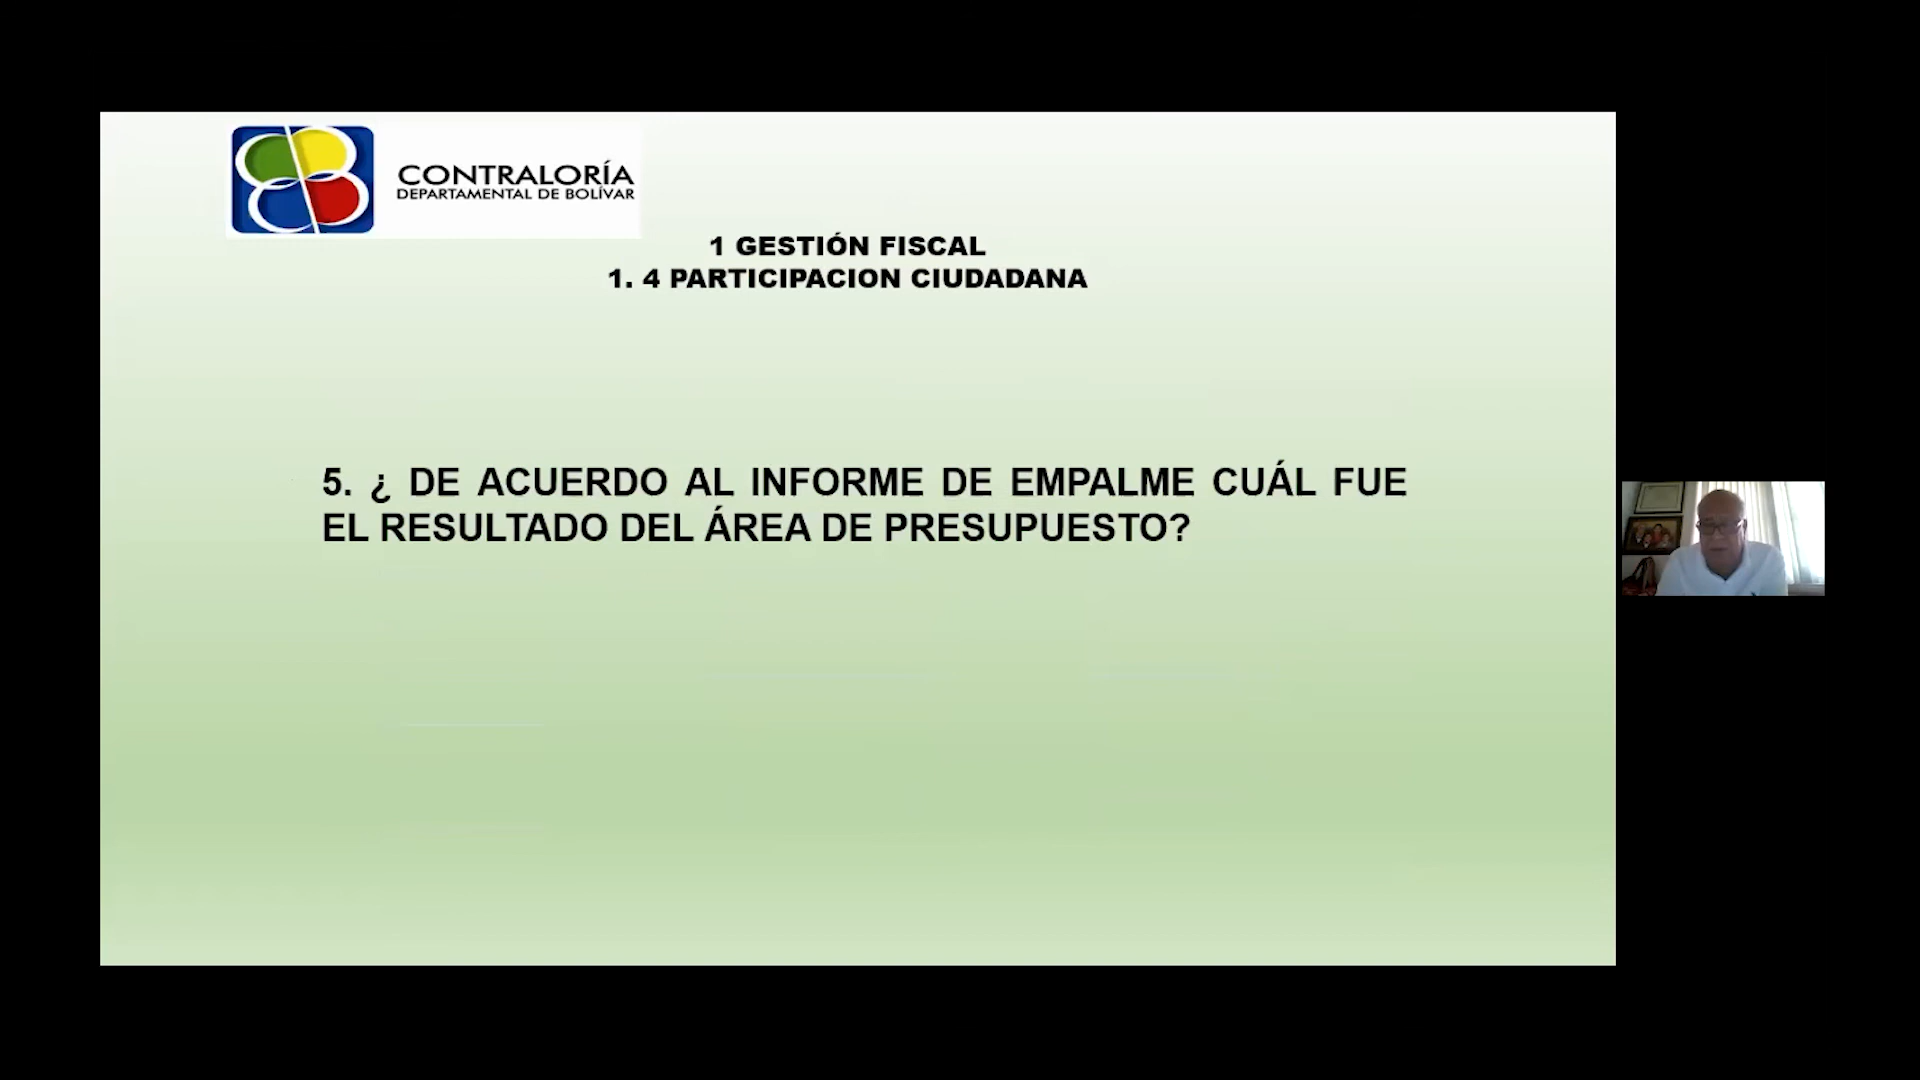 CONTRALORÍA
DEPARTAMENTAL DE BOLÍVAR
1 GESTIÓN FISCAL
1. 4 PARTICIPACION CIUDADANA
5. ¿ DE ACUERDO AL INFORME DE EMPALME CUÁL FUE
EL RESULTADO DEL ÁREA DE PRESUPUESTO?